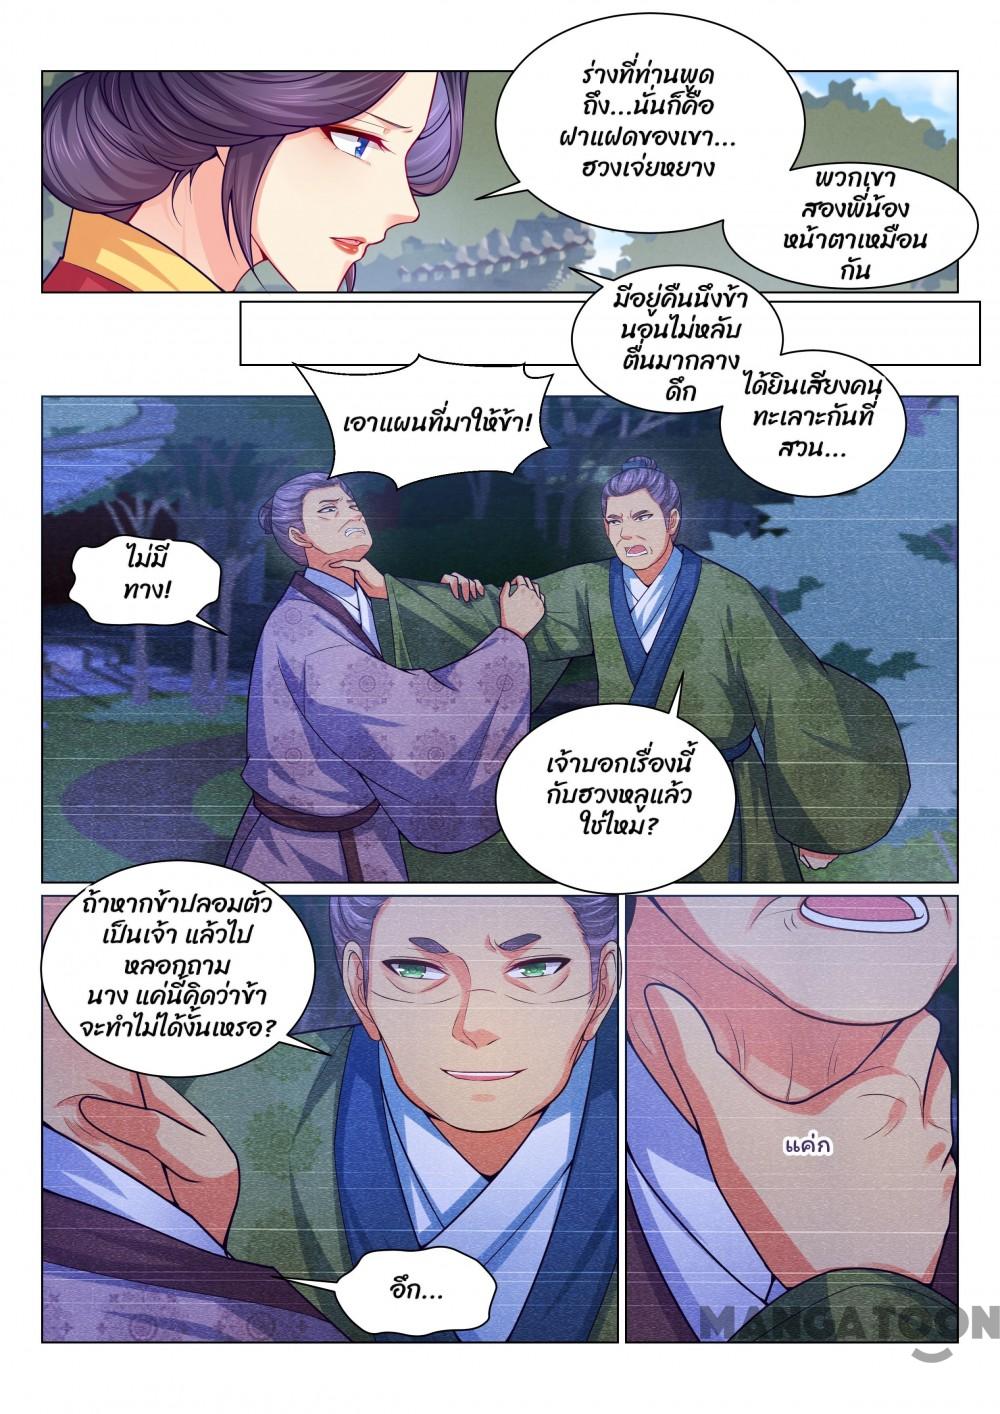 ร่างที่ท่านพูด
ถึง...นั่นก็คือ
ฝาแฝดของเขา...
ฮวงเจ่ยหยาง
พวกเขา
สองพี่น้อง
หน้าตาเหมือน
กัน
มีอยู่คืนนึงข้า
นอนไม่หลับ
ตื่นมากลาง
ดึก
ได้ยินเสียงคน
ทะเลาะกันที่
สวน...
เอาแผนที่มาให้ข้า!
ไม่มี
ทาง!
เจ้าบอกเรื่องนี้
กับฮวงหลูแล้ว
ใช่ไหม?
ถ้าหากข้าปลอมตัว
เป็นเจ้า แล้วไป
หลอกถาม
นาง แค่นี้คิดว่าข้า
จะทำไม่ได้งั้นเหรอ?
แค่ก
อึก...
MANGATOON